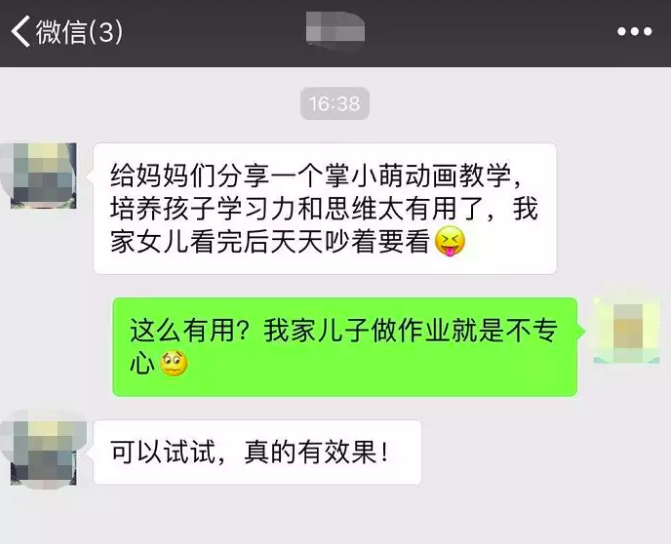 微信(3)
16:38
给妈妈们分享一个掌小萌动画教学，
培养孩子学习力和思维太有用了，我
家女儿看完后天天吵着要看😝
这么有用？我家儿子做作业就是不专
心😟
可以试试，真的有效果！